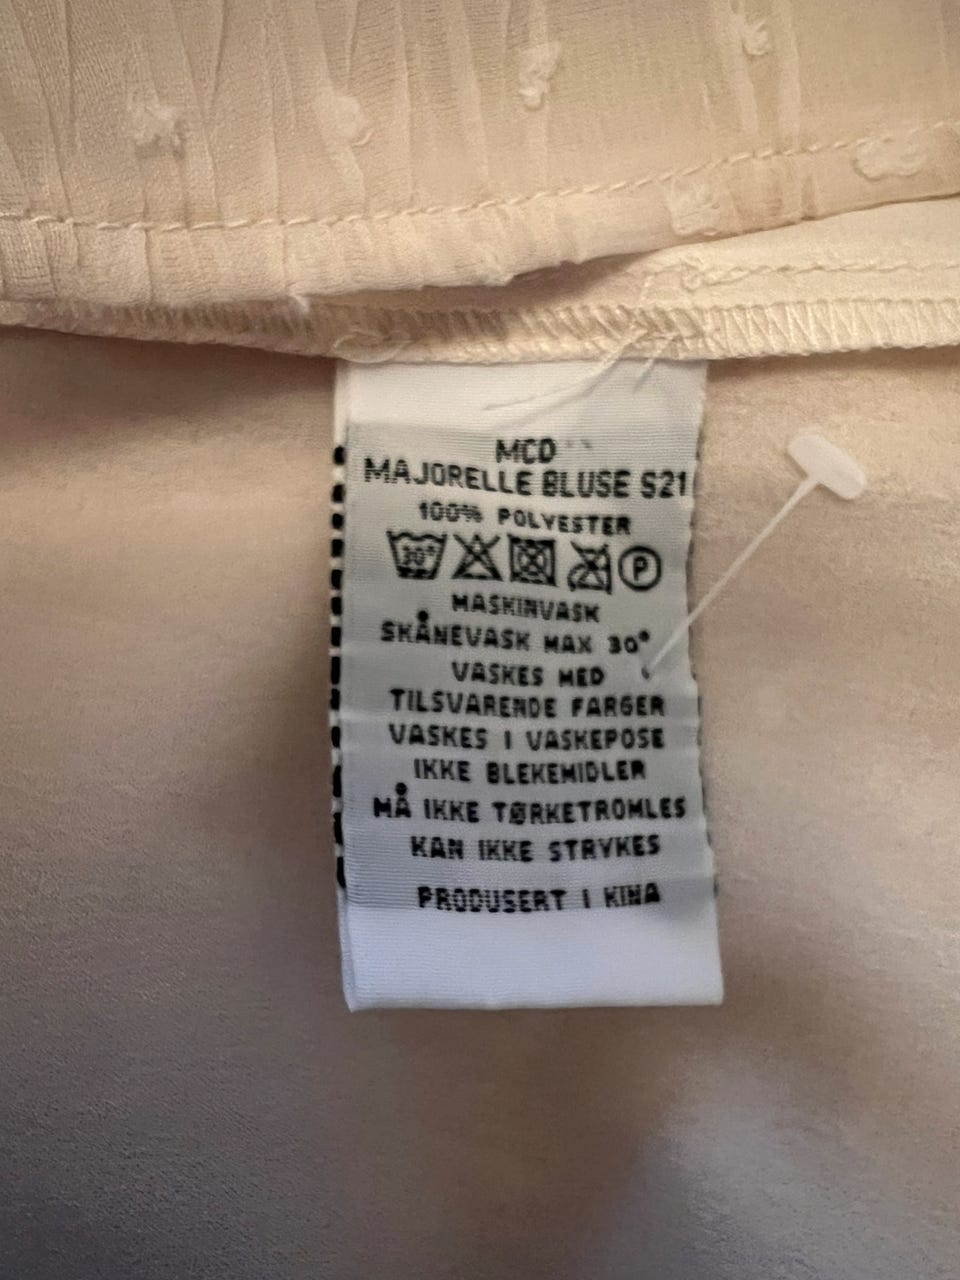 MCD
MAJORELLE BLUSE S21
100% POLYESTER
30° P
MASKINVASK
SKÅNEVASK MAX 30°
VASKES MED
TILSVARENDE FARGER
VASKES I VASKEPOSE
IKKE BLEKEMIDLER
MÅ IKKE TØRKETROMLES
KAN IKKE STRYKES
PRODUSERT I KINA